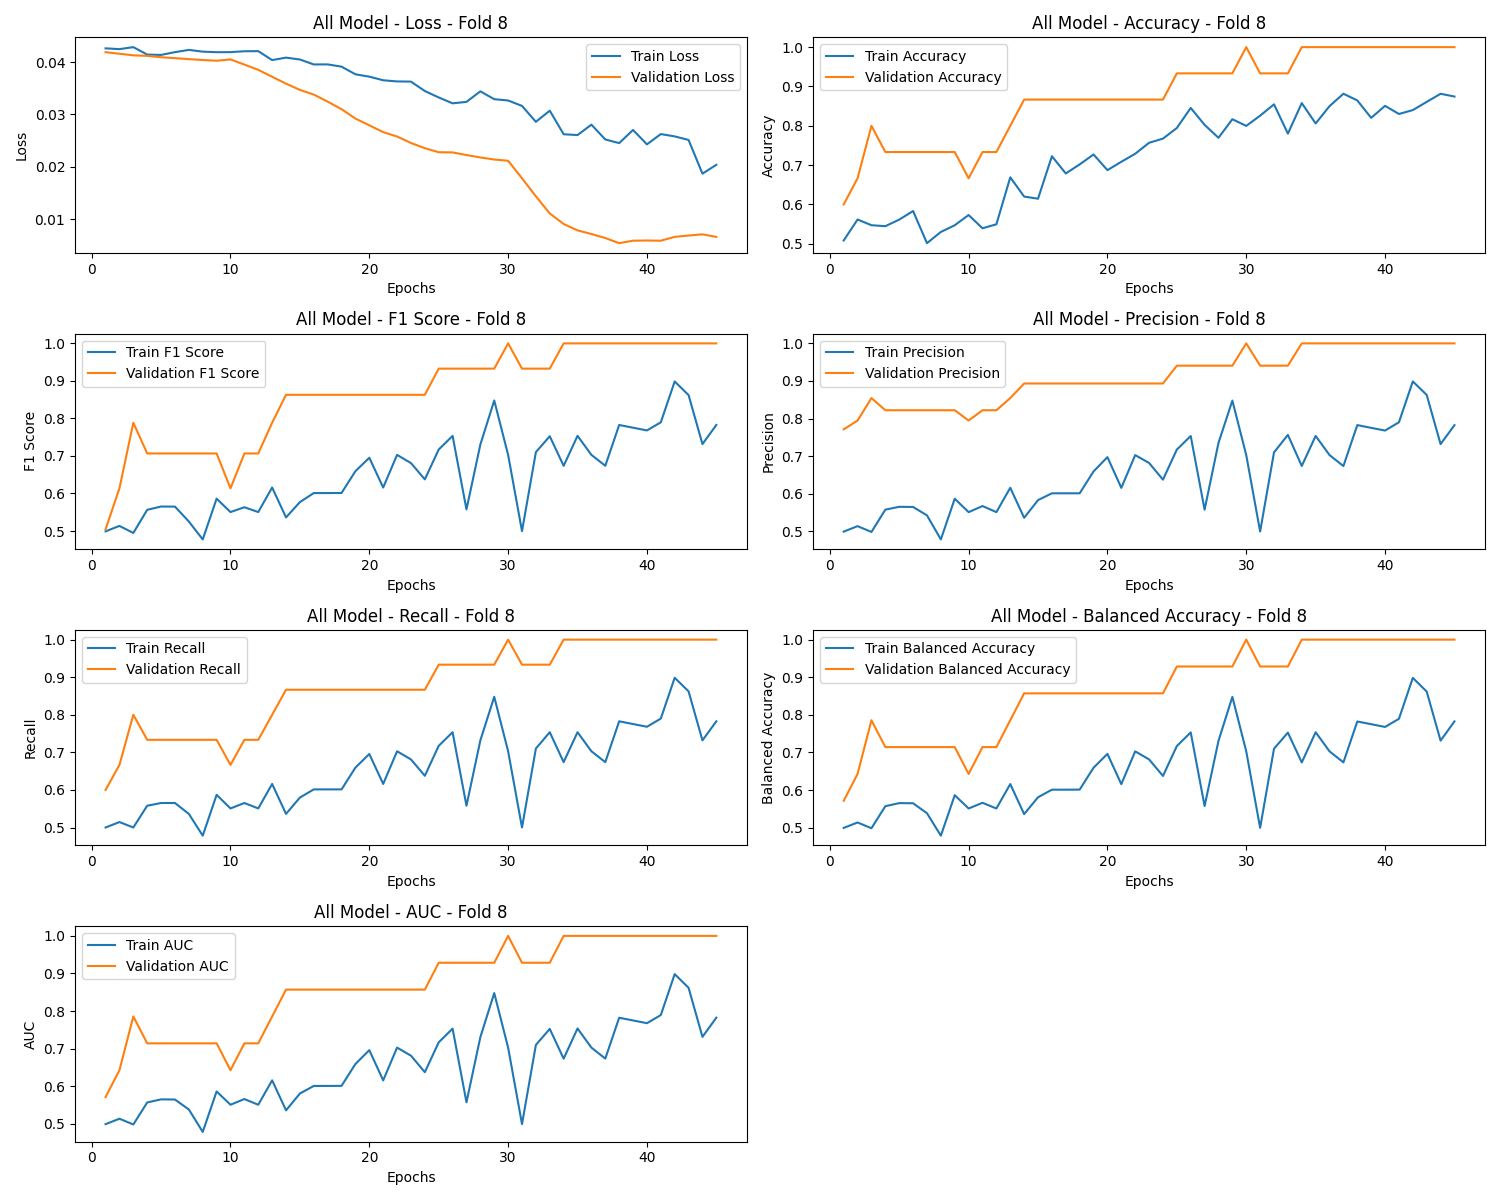 All Model - Loss - Fold 8
Train Loss
Validation Loss
Loss
0.04
0.03
0.02
0.01
0 10 20 30 40
Epochs
All Model - Accuracy - Fold 8
Train Accuracy
Validation Accuracy
Accuracy
1.0
0.9
0.8
0.7
0.6
0.5
0 10 20 30 40
Epochs
All Model - F1 Score - Fold 8
Train F1 Score
Validation F1 Score
F1 Score
1.0
0.9
0.8
0.7
0.6
0.5
0 10 20 30 40
Epochs
All Model - Precision - Fold 8
Train Precision
Validation Precision
Precision
1.0
0.9
0.8
0.7
0.6
0.5
0 10 20 30 40
Epochs
All Model - Recall - Fold 8
Train Recall
Validation Recall
Recall
1.0
0.9
0.8
0.7
0.6
0.5
0 10 20 30 40
Epochs
All Model - Balanced Accuracy - Fold 8
Train Balanced Accuracy
Validation Balanced Accuracy
Balanced Accuracy
1.0
0.9
0.8
0.7
0.6
0.5
0 10 20 30 40
Epochs
All Model - AUC - Fold 8
Train AUC
Validation AUC
AUC
1.0
0.9
0.8
0.7
0.6
0.5
0 10 20 30 40
Epochs